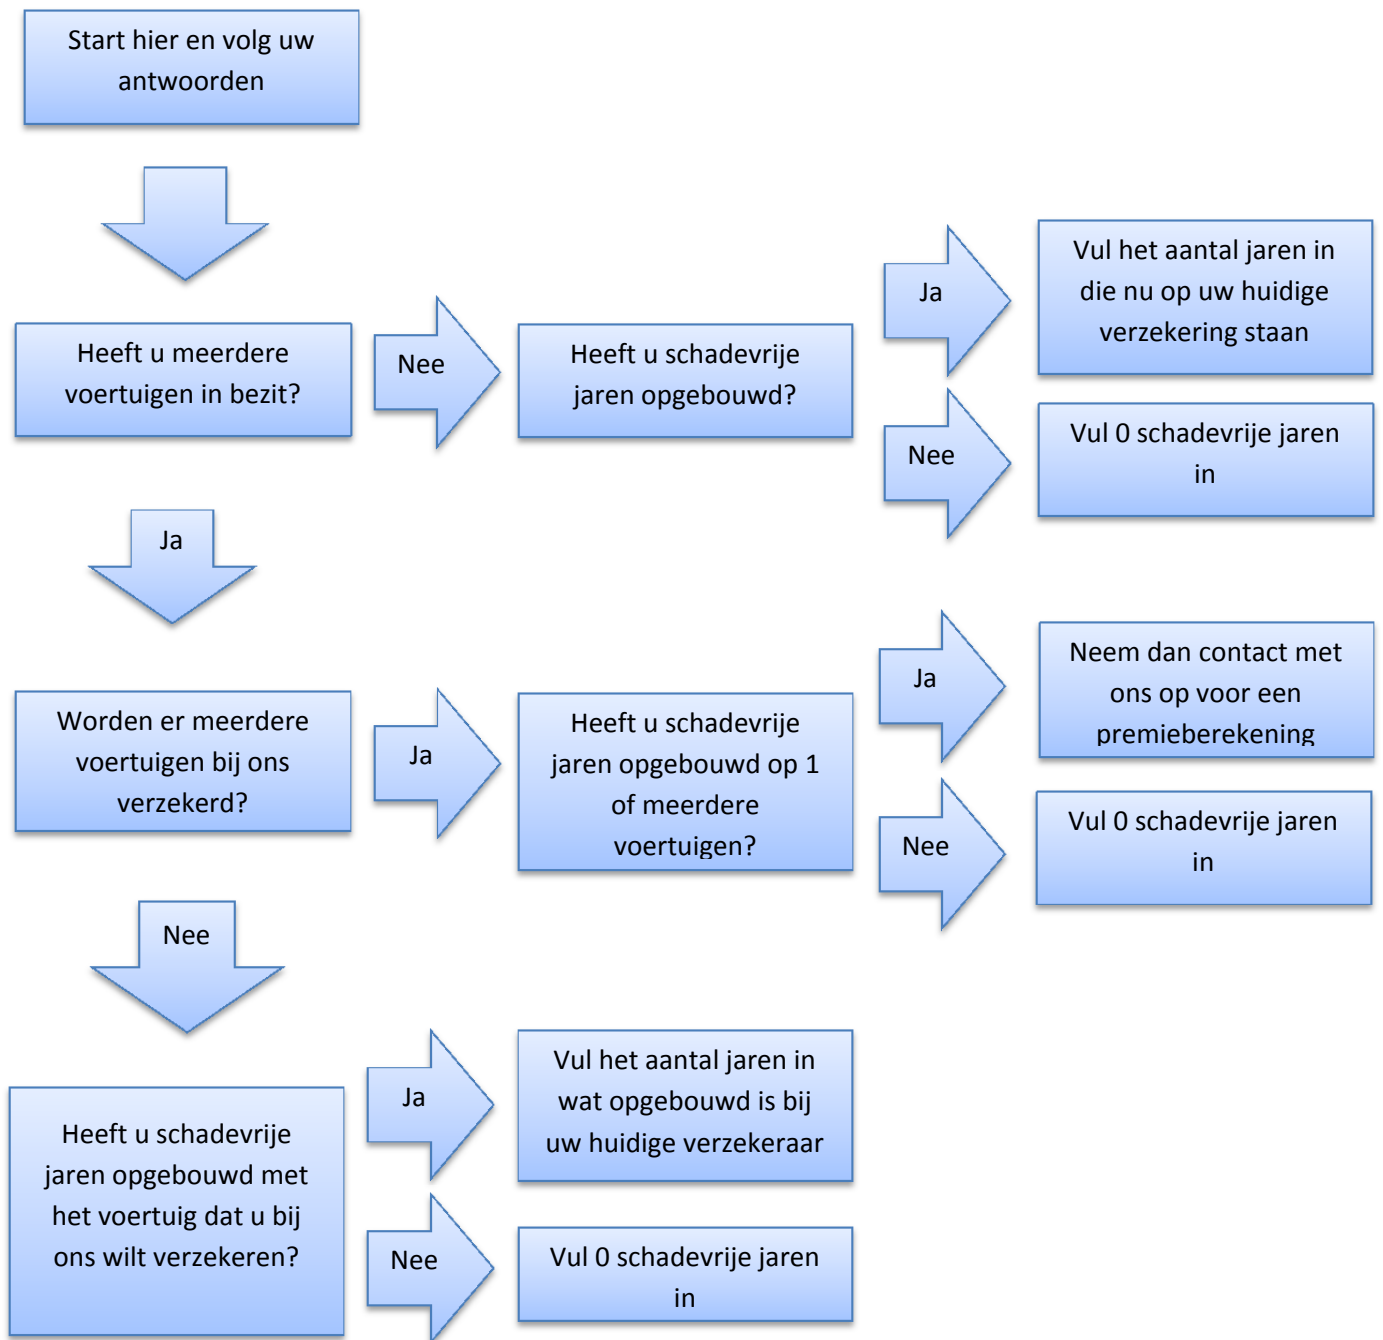 Start hier en volg uw
antwoorden
Heeft u meerdere
voertuigen in bezit?
Nee
Heeft u schadevrije
jaren opgebouwd?
Ja
Vul het aantal jaren in
die nu op uw huidige
verzekering staan
Nee
Vul 0 schadevrije jaren
in
Ja
Worden er meerdere
voertuigen bij ons
verzekerd?
Ja
Heeft u schadevrije
jaren opgebouwd op 1
of meerdere
voertuigen?
Ja
Neem dan contact met
ons op voor een
premieberekening
Nee
Vul 0 schadevrije jaren
in
Nee
Heeft u schadevrije
jaren opgebouwd met
het voertuig dat u bij
ons wilt verzekeren?
Ja
Vul het aantal jaren in
wat opgebouwd is bij
uw huidige verzekeraar
Nee
Vul 0 schadevrije jaren
in